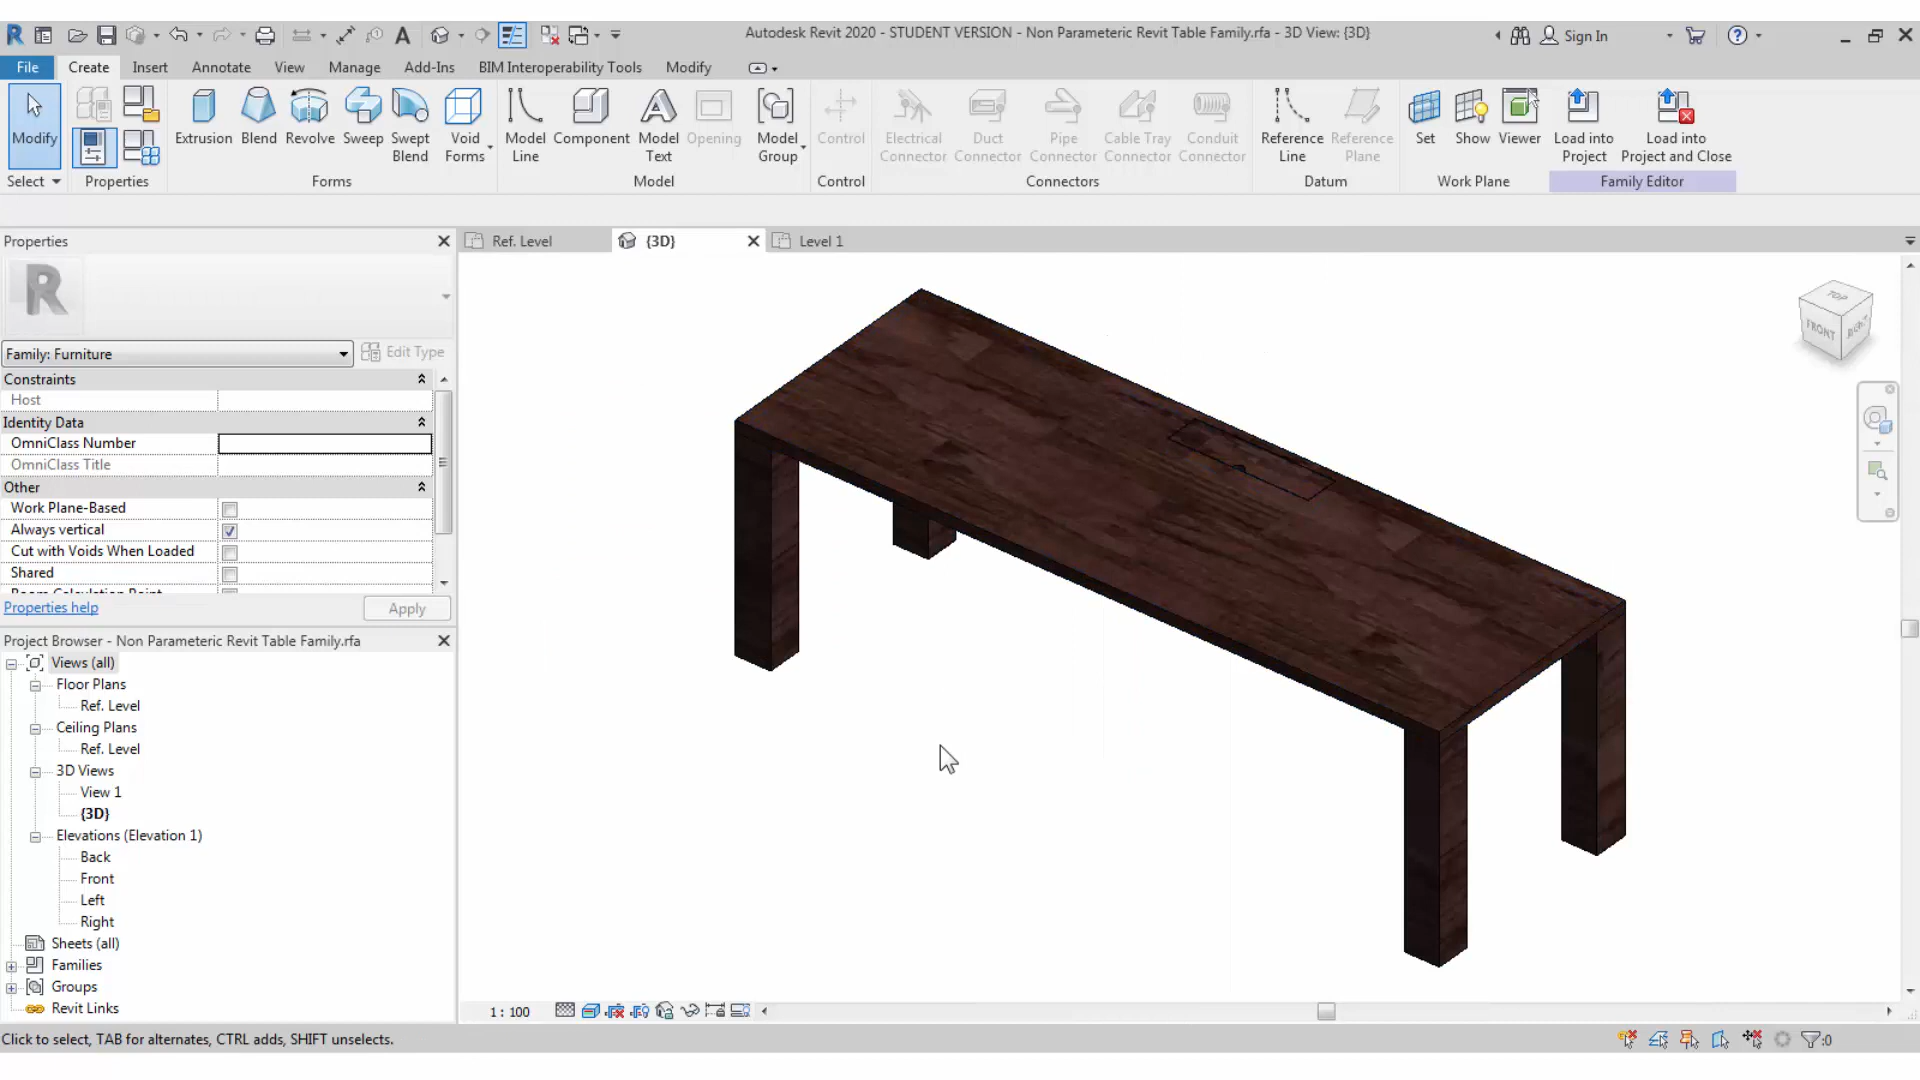 Autodesk Revit 2020 - STUDENT VERSION - Non Parameteric Revit Table Family.rfa - 3D View: {3D}
Sign In
File Create Insert Annotate View Manage Add-Ins BIM Interoperability Tools Modify
Modify
Extrusion Blend Revolve Sweep Swept Blend Void Forms
Model Line Component Model Text Opening Model Group
Control
Electrical Connector Duct Connector Pipe Connector Cable Tray Connector Conduit Connector
Reference Line Reference Plane
Set Show Viewer
Load into Project Load into Project and Close
Select Properties Forms Model Control Connectors Datum Work Plane Family Editor
Properties
Ref. Level {3D} Level 1
R
Family: Furniture Edit Type
Constraints
Host
Identity Data
OmniClass Number
OmniClass Title
Other
Work Plane-Based
Always vertical
Cut with Voids When Loaded
Shared
Properties help Apply
TOP
FRONT
RIGHT
Project Browser - Non Parameteric Revit Table Family.rfa
Views (all)
Floor Plans
Ref. Level
Ceiling Plans
Ref. Level
3D Views
View 1
{3D}
Elevations (Elevation 1)
Back
Front
Left
Right
Sheets (all)
Families
Groups
Revit Links
1 : 100
Click to select, TAB for alternates, CTRL adds, SHIFT unselects.
:0